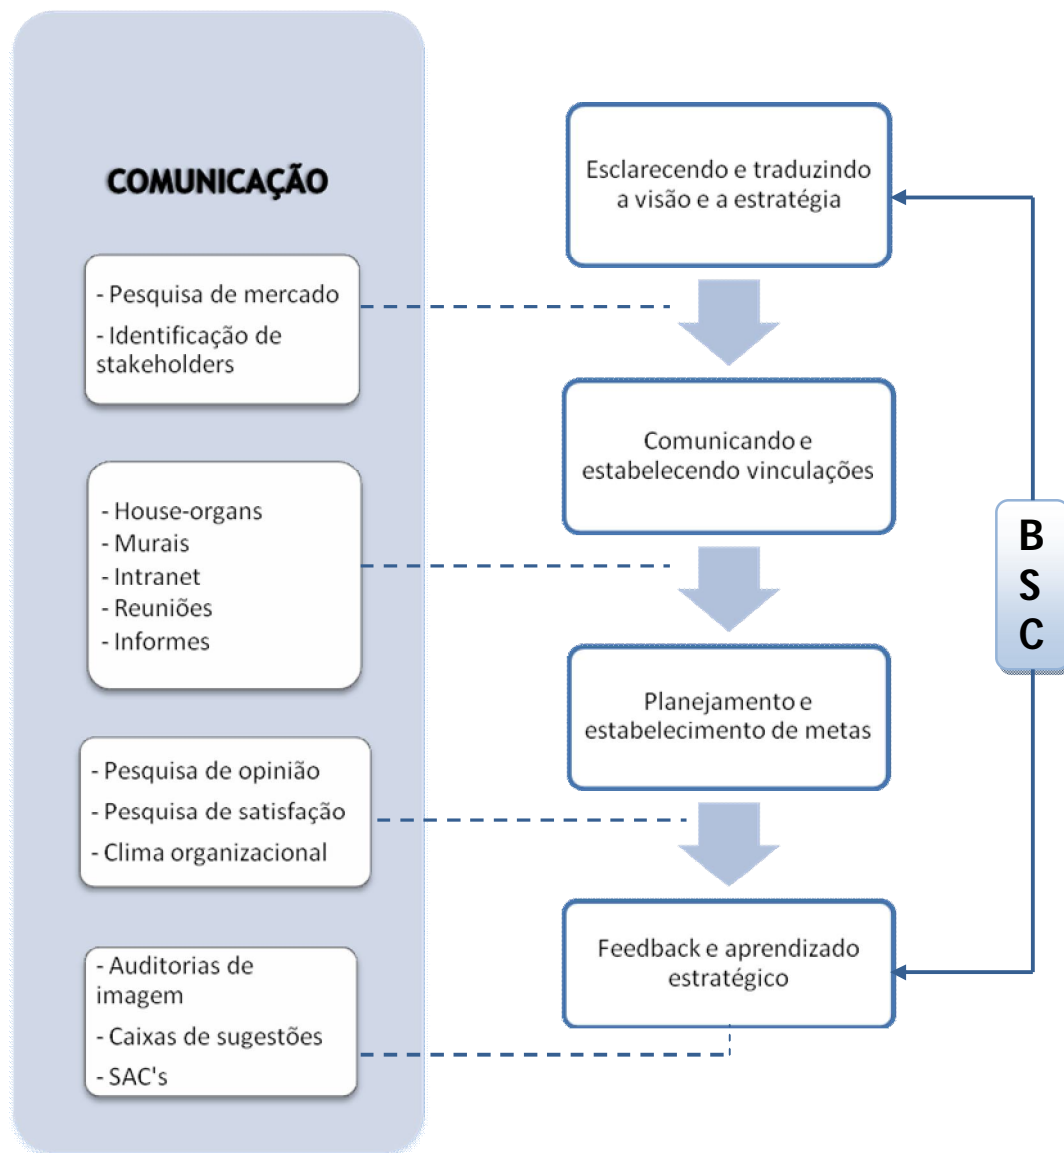 COMUNICAÇÃO
- Pesquisa de mercado
- Identificação de
stakeholders
- House-organs
- Murais
- Intranet
- Reuniões
- Informes
- Pesquisa de opinião
- Pesquisa de satisfação
- Clima organizacional
- Auditorias de
imagem
- Caixas de sugestões
- SAC's
Esclarecendo e traduzindo
a visão e a estratégia
Comunicando e
estabelecendo vinculações
Planejamento e
estabelecimento de metas
Feedback e aprendizado
estratégico
B
S
C